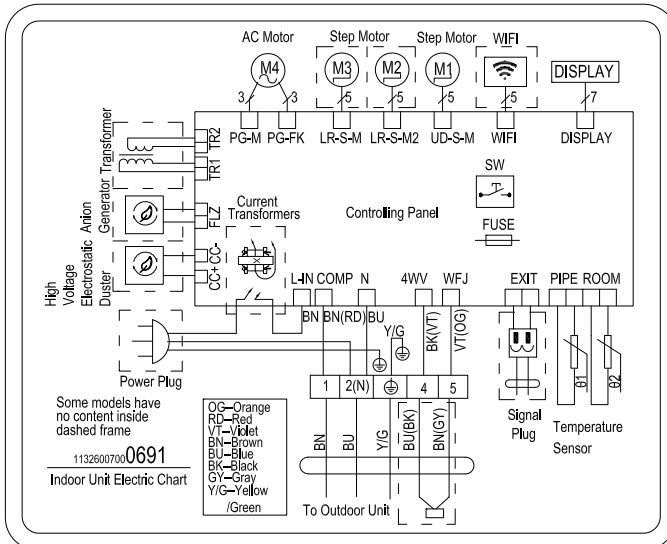 AC Motor
Step Motor
Step Motor
WIFI
M4
M3
M2
M1
DISPLAY
3
3
5
5
5
5
7
PG-M
PG-FK
LR-S-M
LR-S-M2
UD-S-M
WIFI
DISPLAY
Transformer
TR2
TR1
Anion
Generator
FLZ
High
Voltage
Electrostatic
Duster
CC-
CC+
Current
Transformers
Controlling Panel
SW
FUSE
L-IN
COMP
N
4WV
WFJ
EXIT
PIPE
ROOM
BN
BN(RD)
BU
Y/G
BK(VT)
VT(OG)
Power Plug
1
2(N)
4
5
Signal
Plug
θ1
θ2
Temperature
Sensor
Some models have
no content inside
dashed frame
11326007000691
Indoor Unit Electric Chart
OG—Orange
RD—Red
VT—Violet
BN—Brown
BU—Blue
BK—Black
GY—Gray
Y/G—Yellow
/Green
BN
BU
Y/G
BU(BK)
BN(GY)
To Outdoor Unit